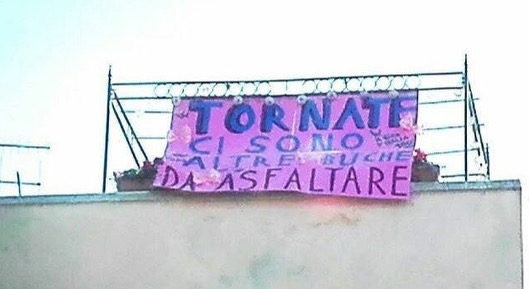 TORNATE
CI SONO
ALTRE BUCHE
DA ASFALTARE